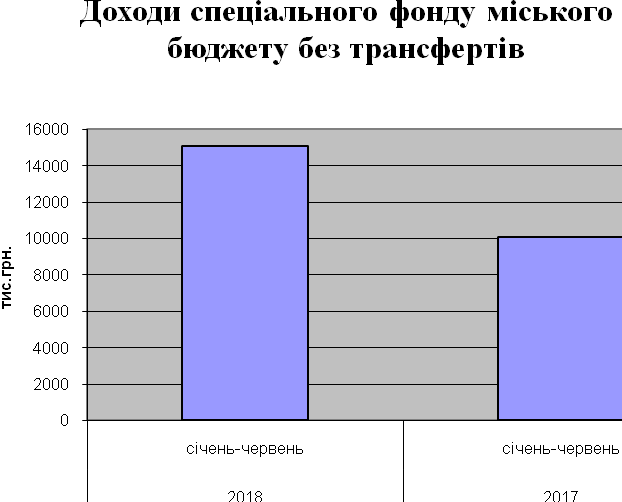 Доходи спеціального фонду міського
бюджету без трансфертів
16000
14000
12000
10000
8000
6000
4000
2000
0
тис.грн.
січень-червень
січень-червень
2018
2017